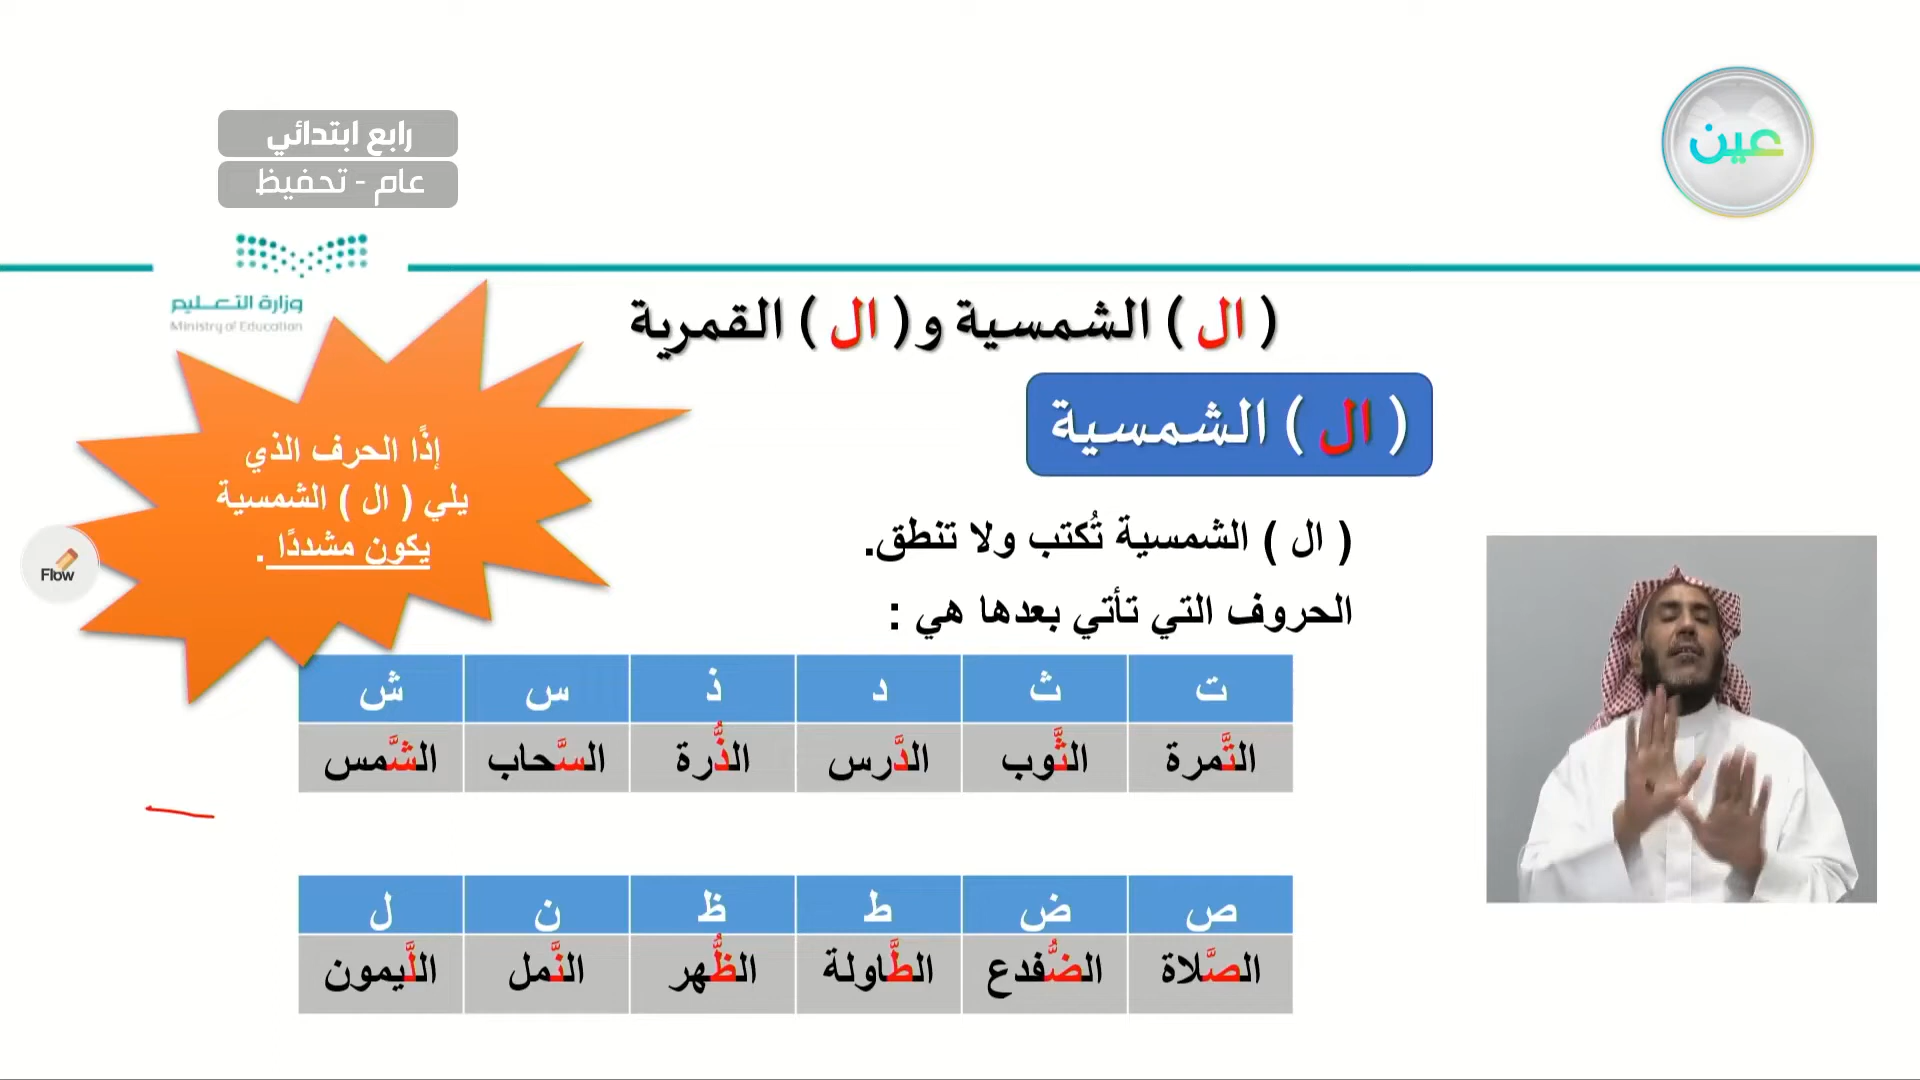 رابع ابتدائي
عام - تحفيظ
عين
وزارة التعليم
Ministry of Education
( ال ) الشمسية و ( ال ) القمرية
( ال ) الشمسية
إذًا الحرف الذي
يلي ( ال ) الشمسية
يكون مشددًا .
( ال ) الشمسية تُكتب ولا تنطق.
الحروف التي تأتي بعدها هي :
Flow
ت ث د ذ س ش
التَّمرة الثَّوب الدَّرس الذُّرة السَّحاب الشَّمس
ص ض ط ظ ن ل
الصَّلاة الضُّفدع الطَّاولة الظُّهر النَّمل اللَّيمون